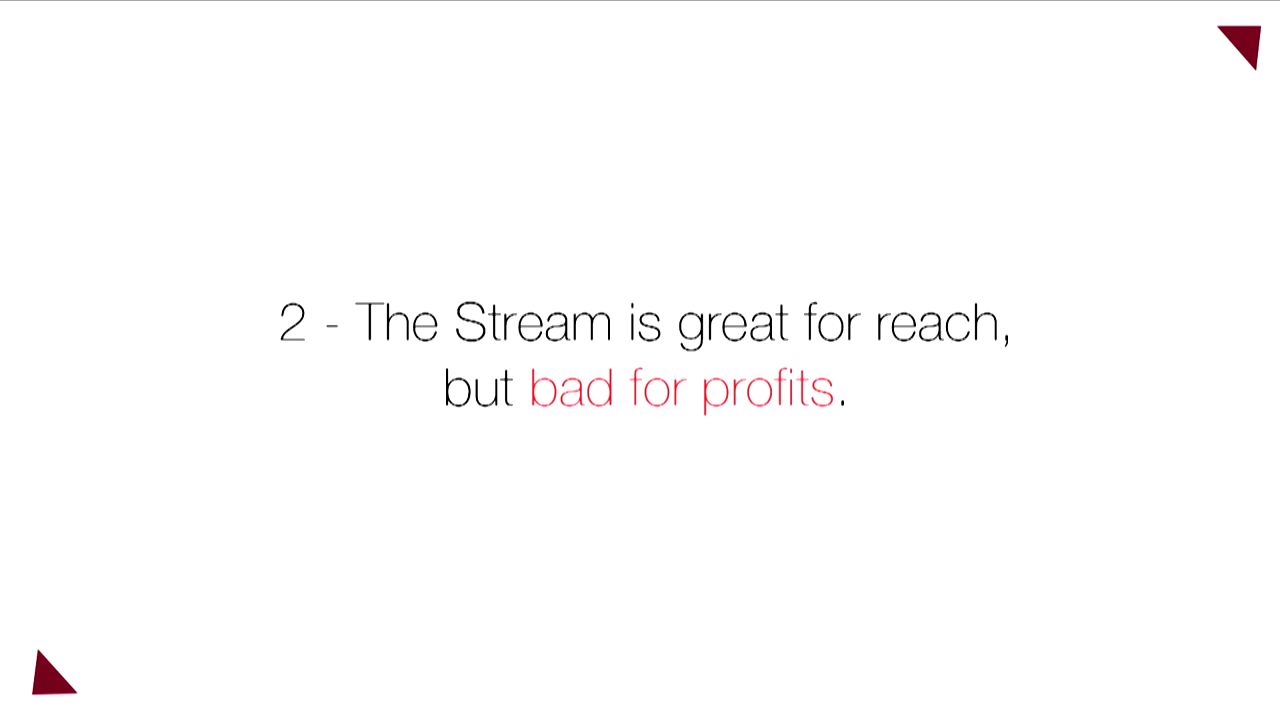 2 - The Stream is great for reach,
but bad for profits.